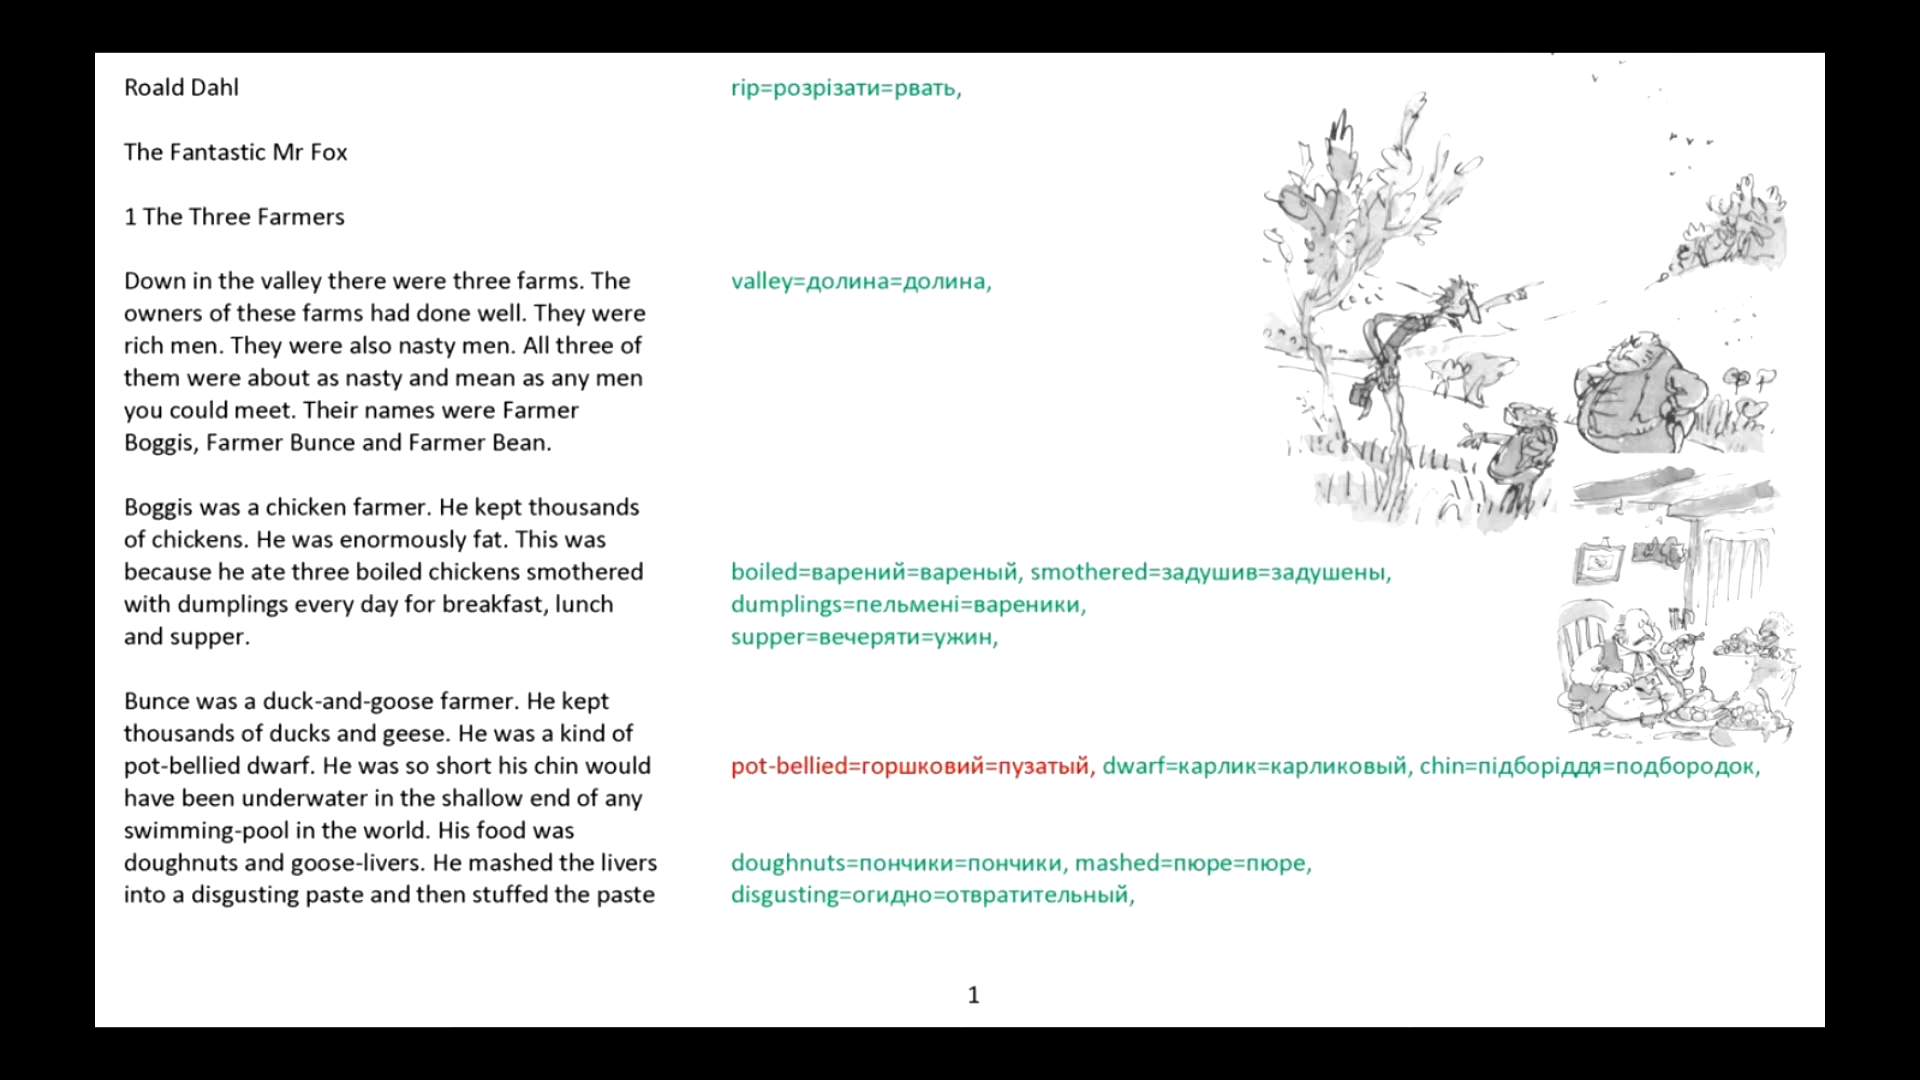 Roald Dahl
rip=розрізати=рвать,
The Fantastic Mr Fox
1 The Three Farmers
Down in the valley there were three farms. The
valley=долина=долина,
owners of these farms had done well. They were
rich men. They were also nasty men. All three of
them were about as nasty and mean as any men
you could meet. Their names were Farmer
Boggis, Farmer Bunce and Farmer Bean.
Boggis was a chicken farmer. He kept thousands
of chickens. He was enormously fat. This was
because he ate three boiled chickens smothered
boiled=варений=вареный, smothered=задушив=задушены,
with dumplings every day for breakfast, lunch
dumplings=пельмені=вареники,
and supper.
supper=вечеряти=ужин,
Bunce was a duck-and-goose farmer. He kept
thousands of ducks and geese. He was a kind of
pot-bellied dwarf. He was so short his chin would
pot-bellied=горшковий=пузатый, dwarf=карлик=карликовый, chin=підборіддя=подбородок,
have been underwater in the shallow end of any
swimming-pool in the world. His food was
doughnuts and goose-livers. He mashed the livers
doughnuts=пончики=пончики, mashed=пюре=пюре,
into a disgusting paste and then stuffed the paste
disgusting=огидно=отвратительный,
1